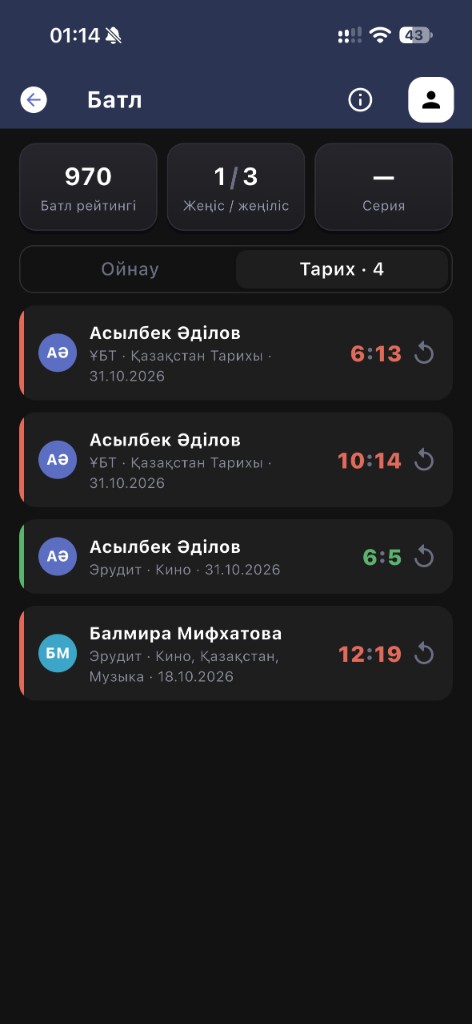 01:14
43
Батл
970
1/3
—
Батл рейтингі
Жеңіс / жеңіліс
Серия
Ойнау
Тарих · 4
Асылбек Әділов
АӘ
ҰБТ · Қазақстан Тарихы ·
31.10.2026
6:13
Асылбек Әділов
АӘ
ҰБТ · Қазақстан Тарихы ·
31.10.2026
10:14
Асылбек Әділов
АӘ
Эрудит · Кино · 31.10.2026
6:5
Балмира Мифхатова
БМ
Эрудит · Кино, Қазақстан,
Музыка · 18.10.2026
12:19